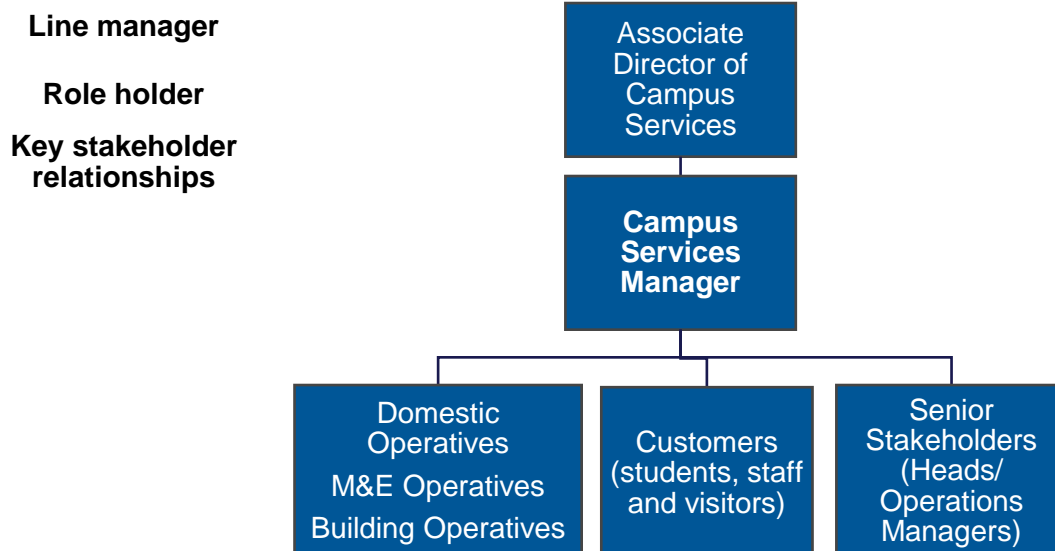 Line manager
Role holder
Key stakeholder
relationships
Associate
Director of
Campus
Services
Campus
Services
Manager
Domestic
Operatives
M&E Operatives
Building Operatives
Customers
(students, staff
and visitors)
Senior
Stakeholders
(Heads/
Operations
Managers)